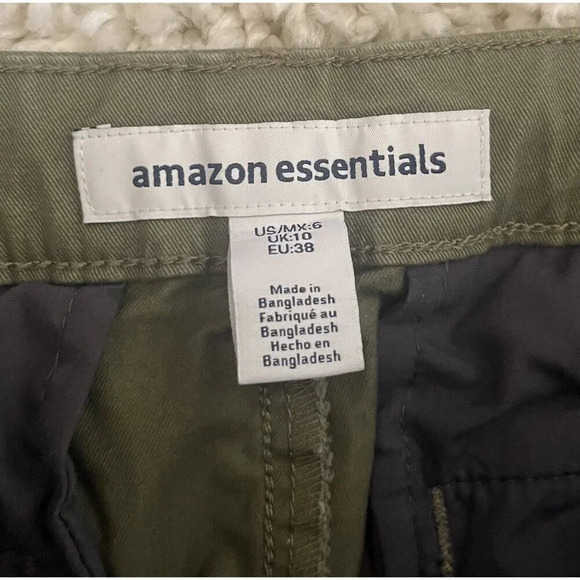 amazon essentials
US/MX:6
UK:10
EU:38
Made in
Bangladesh
Fabriqué au
Bangladesh
Hecho en
Bangladesh